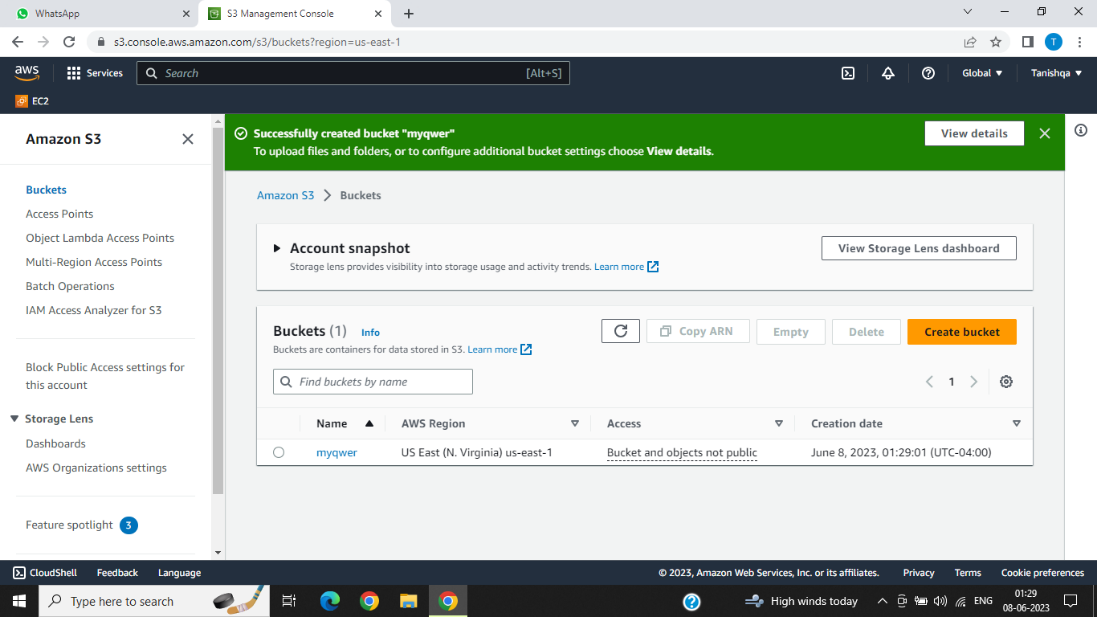 WhatsApp
S3 Management Console
s3.console.aws.amazon.com/s3/buckets?region=us-east-1
T
aws
Services
Search
[Alt+S]
Global
Tanishqa
EC2
Amazon S3
Buckets
Access Points
Object Lambda Access Points
Multi-Region Access Points
Batch Operations
IAM Access Analyzer for S3
Block Public Access settings for
this account
Storage Lens
Dashboards
AWS Organizations settings
Feature spotlight 3
Successfully created bucket "myqwer"
To upload files and folders, or to configure additional bucket settings choose View details.
View details
Amazon S3 > Buckets
Account snapshot
Storage lens provides visibility into storage usage and activity trends. Learn more
View Storage Lens dashboard
Buckets (1) Info
Buckets are containers for data stored in S3. Learn more
Copy ARN
Empty
Delete
Create bucket
Find buckets by name
1
Name AWS Region Access Creation date
myqwer US East (N. Virginia) us-east-1 Bucket and objects not public June 8, 2023, 01:29:01 (UTC-04:00)
CloudShell Feedback Language
© 2023, Amazon Web Services, Inc. or its affiliates. Privacy Terms Cookie preferences
Type here to search
High winds today
ENG
01:29
08-06-2023